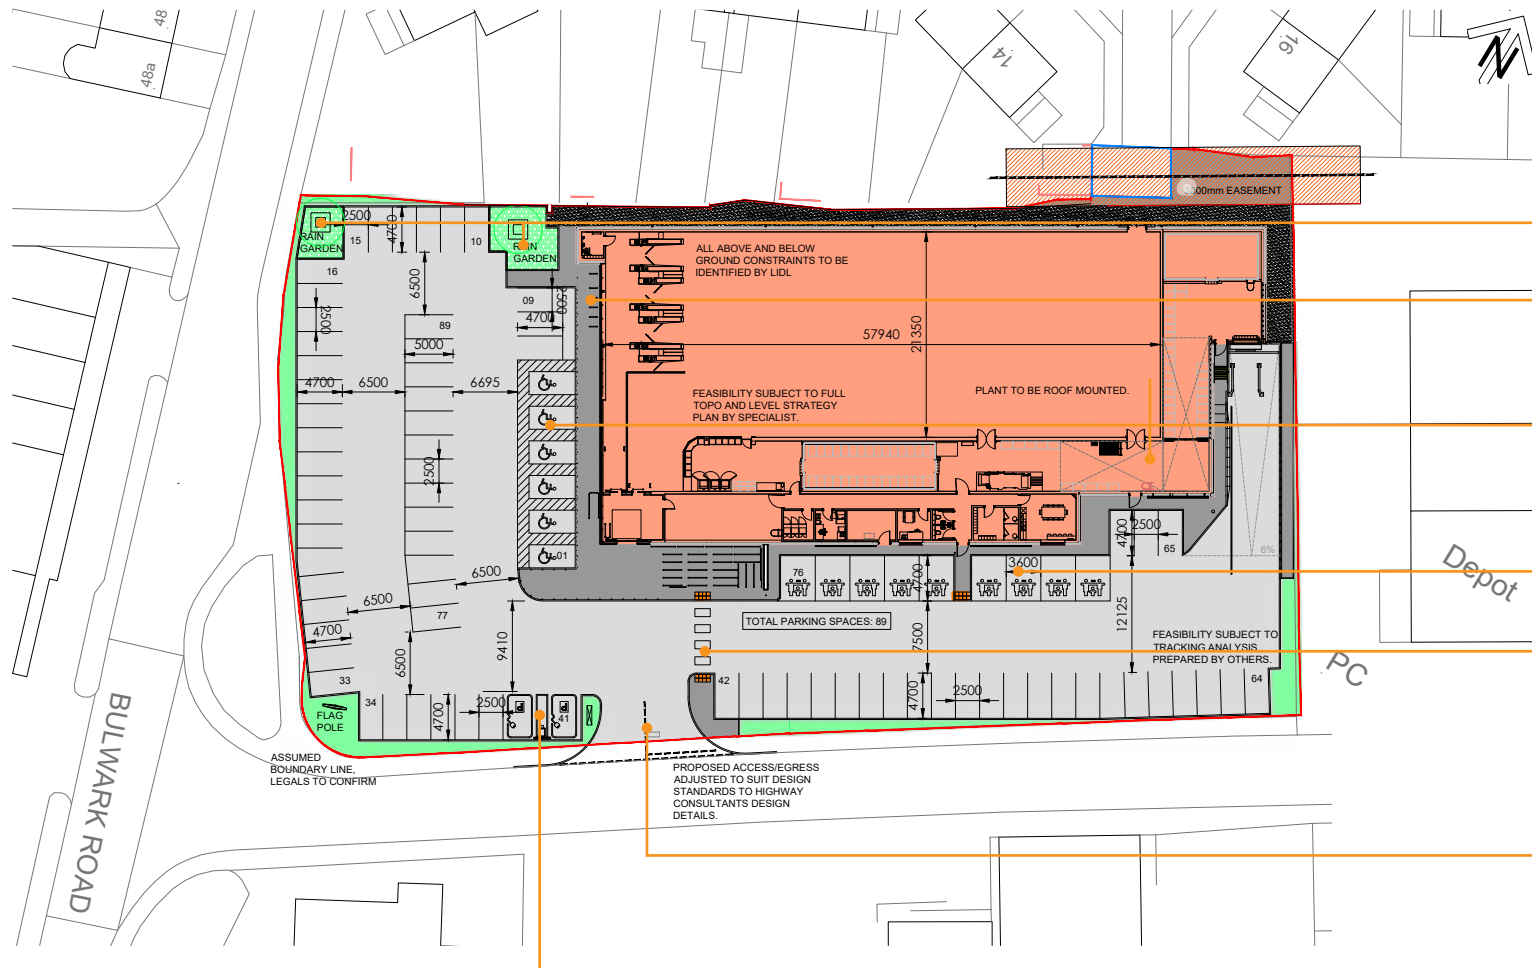 48
48a
14
16
N
3000mm EASEMENT
RAIN
GARDEN
2500
4700
15
10
RAIN
GARDEN
ALL ABOVE AND BELOW
GROUND CONSTRAINTS TO BE
IDENTIFIED BY LIDL
16
6500
2500
09
2500
4700
89
5000
57940
21350
4700
6500
6695
FEASIBILITY SUBJECT TO FULL
TOPO AND LEVEL STRATEGY
PLAN BY SPECIALIST.
PLANT TO BE ROOF MOUNTED.
2500
01
4700
2500
65
6%
Depot
6500
76
4700
3600
6500
77
4700
6500
9410
TOTAL PARKING SPACES: 89
7500
12125
FEASIBILITY SUBJECT TO
TRACKING ANALYSIS
PREPARED BY OTHERS.
PC
33
34
42
64
FLAG
POLE
4700
2500
41
4700
2500
ASSUMED
BOUNDARY LINE,
LEGALS TO CONFIRM
PROPOSED ACCESS/EGRESS
ADJUSTED TO SUIT DESIGN
STANDARDS TO HIGHWAY
CONSULTANTS DESIGN
DETAILS.
BULWARK ROAD